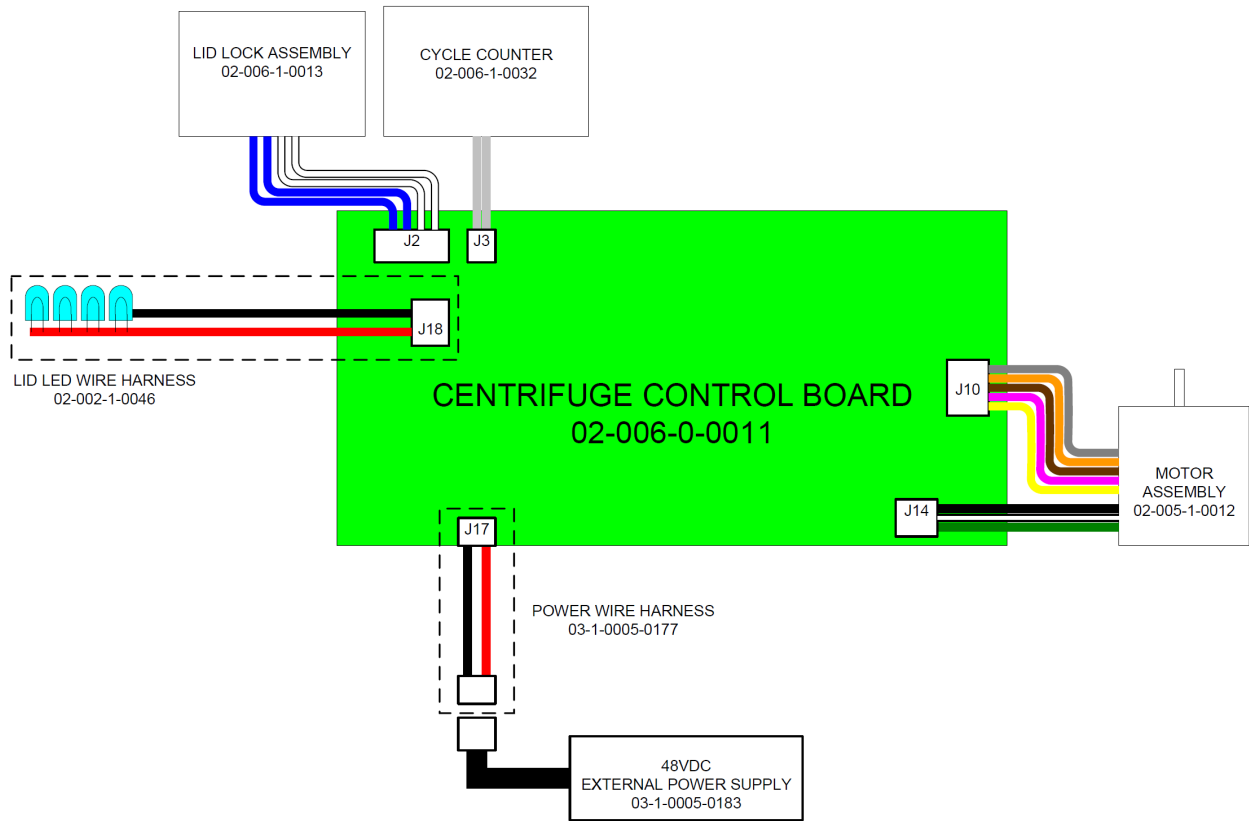 LID LOCK ASSEMBLY
02-006-1-0013
CYCLE COUNTER
02-006-1-0032
J2
J3
J18
LID LED WIRE HARNESS
02-002-1-0046
CENTRIFUGE CONTROL BOARD
02-006-0-0011
J10
MOTOR
ASSEMBLY
02-005-1-0012
J14
J17
POWER WIRE HARNESS
03-1-0005-0177
48VDC
EXTERNAL POWER SUPPLY
03-1-0005-0183